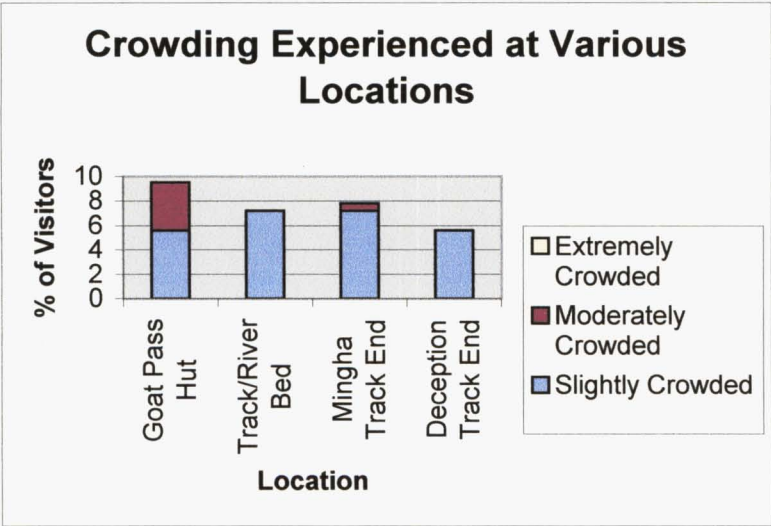 Crowding Experienced at Various
Locations
% of Visitors
10
8
6
4
2
0
Goat Pass
Hut
Track/River
Bed
Mingha
Track End
Deception
Track End
Location
Extremely
Crowded
Moderately
Crowded
Slightly Crowded